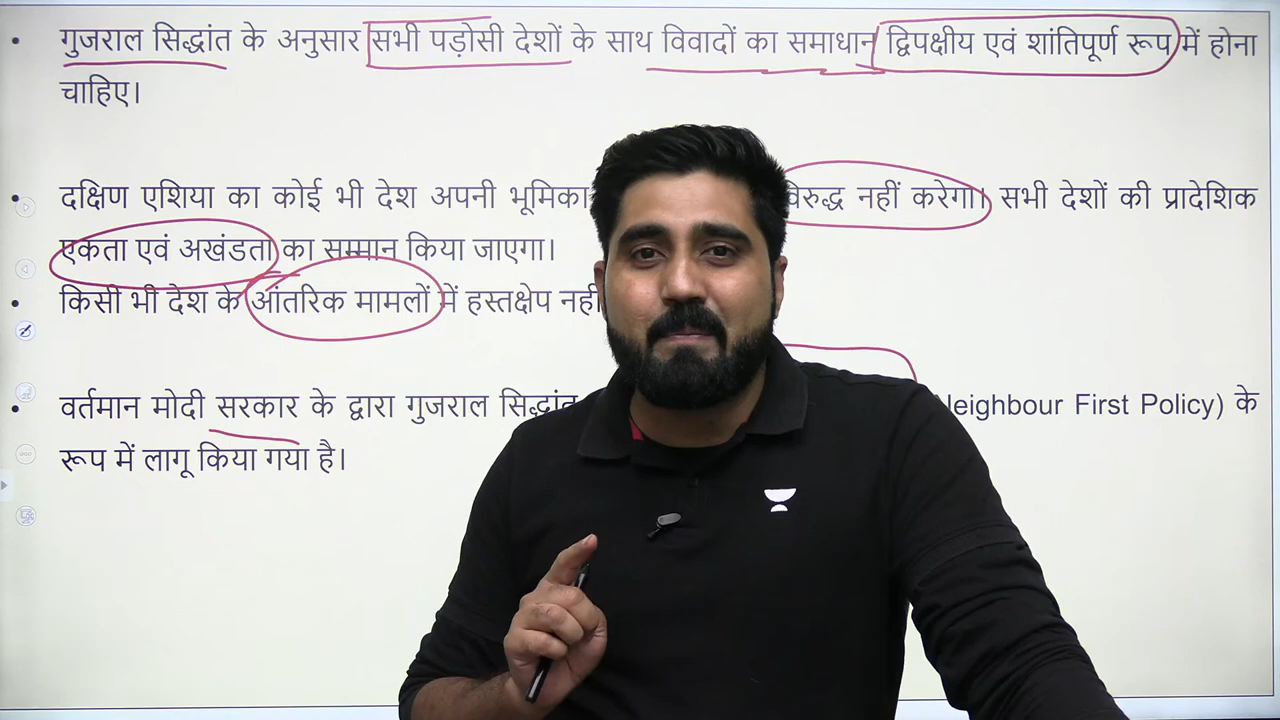 गुजराल सिद्धांत के अनुसार सभी पड़ोसी देशों के साथ विवादों का समाधान द्विपक्षीय एवं शांतिपूर्ण रूप में होना
चाहिए।
दक्षिण एशिया का कोई भी देश अपनी भूमिका विरुद्ध नहीं करेगा। सभी देशों की प्रादेशिक
एकता एवं अखंडता का सम्मान किया जाएगा।
किसी भी देश के आंतरिक मामलों में हस्तक्षेप नहीं
वर्तमान मोदी सरकार के द्वारा गुजराल सिद्धांत Neighbour First Policy) के
रूप में लागू किया गया है।